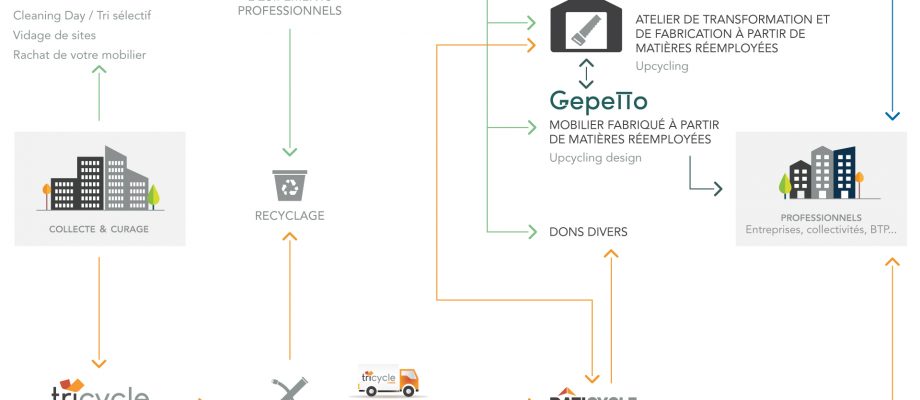 Cleaning Day / Tri sélectif
Vidage de sites
Rachat de votre mobilier
COLLECTE & CURAGE
PROFESSIONNELS
RECYCLAGE
ATELIER DE TRANSFORMATION ET
DE FABRICATION À PARTIR DE
MATIÈRES RÉEMPLOYÉES
Upcycling
Gepetto
MOBILIER FABRIQUÉ À PARTIR
DE MATIÈRES RÉEMPLOYÉES
Upcycling design
DONS DIVERS
PROFESSIONNELS
Entreprises, collectivités, BTP...
tricycle
tricycle
BATICYCLE